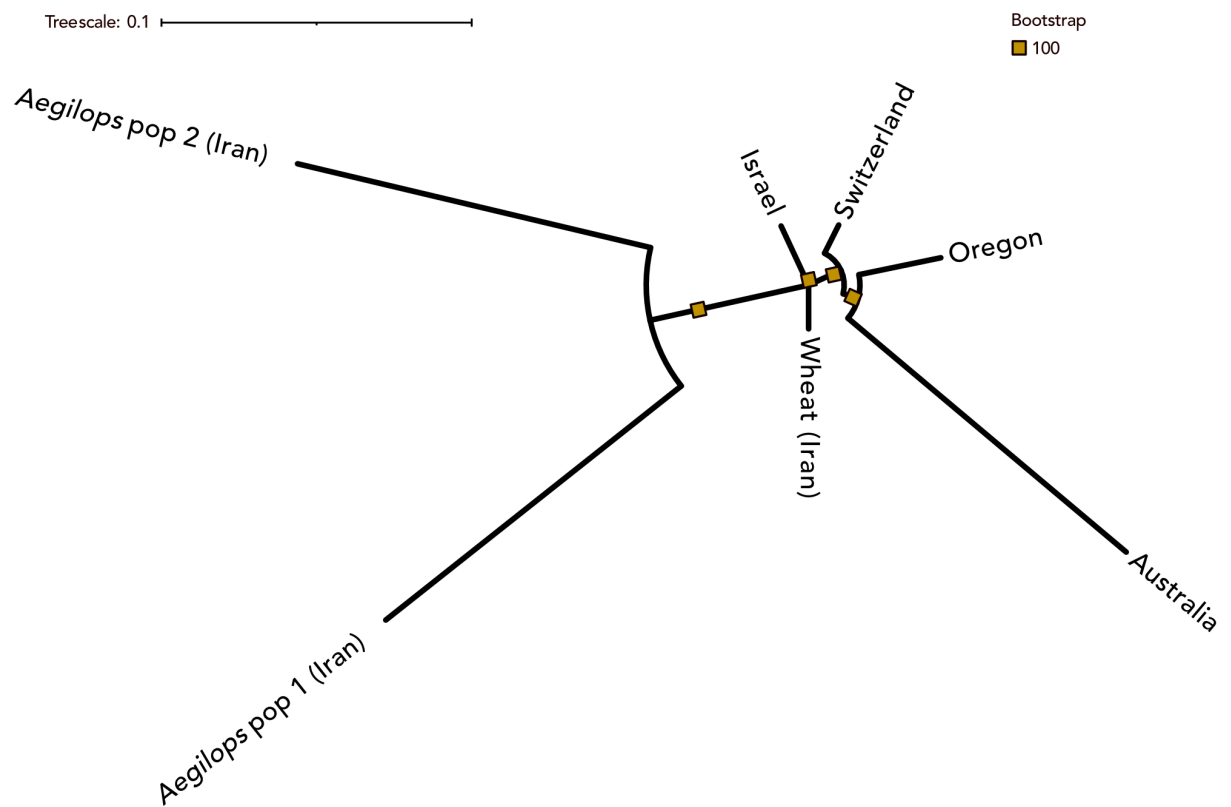 Treescale: 0.1
Bootstrap
100
Aegilops pop 2 (Iran)
Israel
Switzerland
Oregon
Wheat (Iran)
Australia
Aegilops pop 1 (Iran)